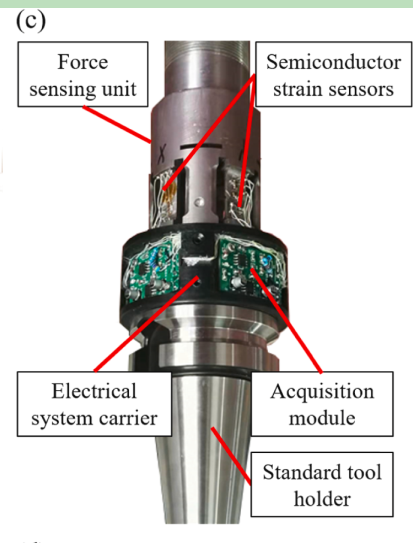 (c)
Force
sensing unit
Semiconductor
strain sensors
X
Electrical
system carrier
Acquisition
module
Standard tool
holder